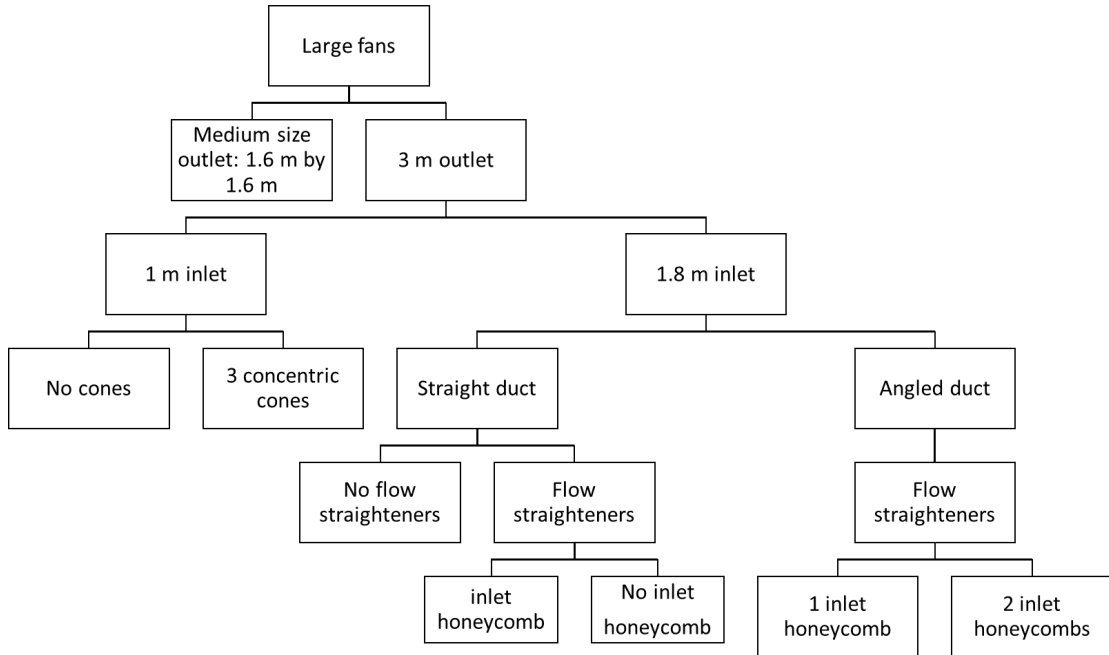 Large fans
Medium size
outlet: 1.6 m by
1.6 m
3 m outlet
1 m inlet
1.8 m inlet
No cones
3 concentric
cones
Straight duct
Angled duct
No flow
straighteners
Flow
straighteners
Flow
straighteners
inlet
honeycomb
No inlet
honeycomb
1 inlet
honeycomb
2 inlet
honeycombs